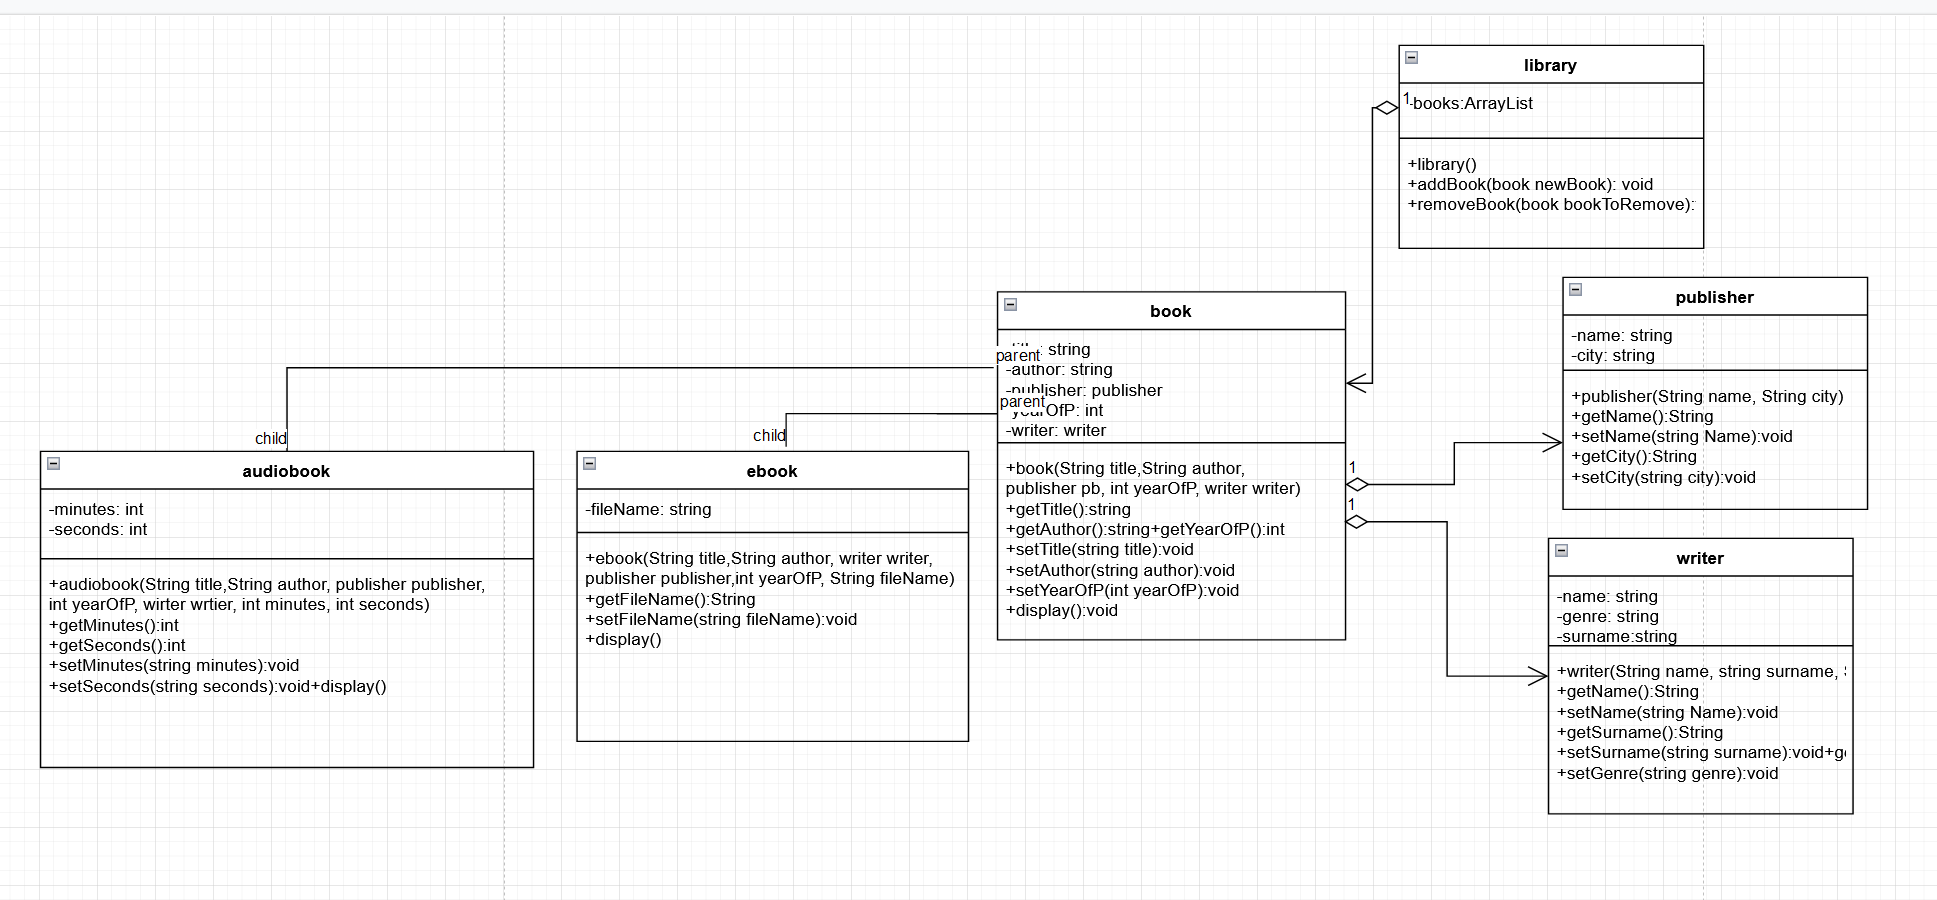 library
1
-books:ArrayList
+library()
+addBook(book newBook): void
+removeBook(book bookToRemove):
publisher
-name: string
-city: string
+publisher(String name, String city)
+getName():String
+setName(string Name):void
+getCity():String
+setCity(string city):void
book
: string
parent
-author: string
-publisher: publisher
parent
yearOfP: int
-writer: writer
+book(String title,String author,
publisher pb, int yearOfP, writer writer)
+getTitle():string
+getAuthor():string+getYearOfP():int
+setTitle(string title):void
+setAuthor(string author):void
+setYearOfP(int yearOfP):void
+display():void
1
1
child
child
audiobook
-minutes: int
-seconds: int
+audiobook(String title,String author, publisher publisher,
int yearOfP, wirter wrtier, int minutes, int seconds)
+getMinutes():int
+getSeconds():int
+setMinutes(string minutes):void
+setSeconds(string seconds):void+display()
ebook
-fileName: string
+ebook(String title,String author, writer writer,
publisher publisher,int yearOfP, String fileName)
+getFileName():String
+setFileName(string fileName):void
+display()
writer
-name: string
-genre: string
-surname:string
+writer(String name, string surname,
+getName():String
+setName(string Name):void
+getSurname():String
+setSurname(string surname):void+g
+setGenre(string genre):void